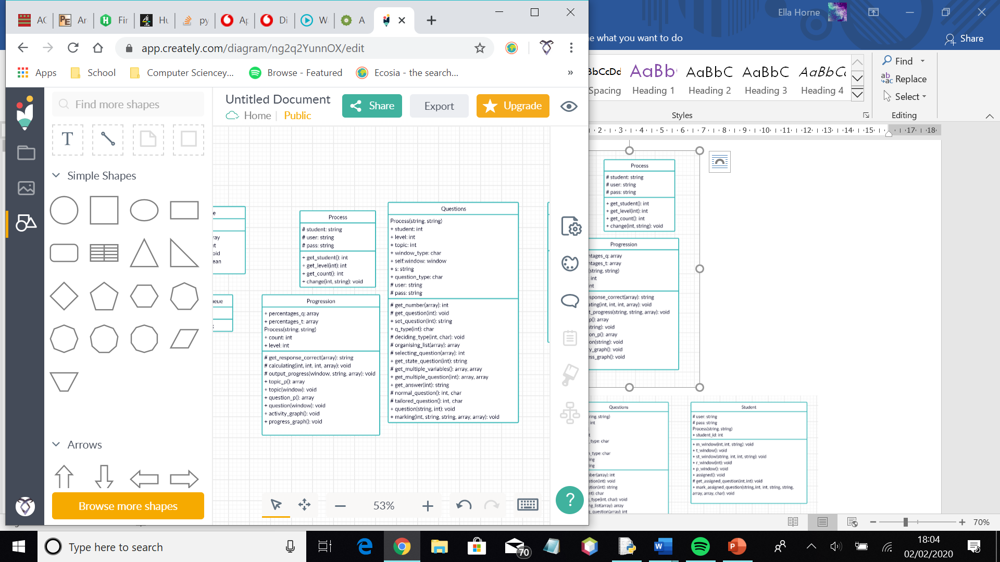 AC
Ar
Fir
Hu
py
Ap
Di
W
A
Ella Horne
app.creately.com/diagram/ng2q2YunnOX/edit
e what you want to do
Share
Apps
School
Computer Sciencey...
Browse - Featured
Ecosia - the search...
»
Find more shapes
Untitled Document
Home
Public
Share
Export
Upgrade
T
Simple Shapes
Arrows
Browse more shapes
53%
?
Process
# student: string
# user: string
# pass: string
+ get_student(): int
+ get_level(int): int
+ get_count(): int
+ change(int, string): void
Progression
+ percentages_q: array
+ percentages_t: array
Process(string, string)
+ count: int
+ level: int
# get_response_correct(array): string
# calculating(int, int, int, array): void
# output_progress(window, string, array): void
+ topic_p(): array
+ topic(window): void
+ question_p(): array
+ question(window): void
+ activity_graph(): void
+ progress_graph(): void
Questions
Process(string, string)
+ student: int
+ level: int
+ topic: int
+ window_type: char
+ self.window: window
+ s: string
+ question_type: char
# user: string
# pass: string
# get_number(array): int
# get_question(int): void
+ set_question(int): string
+ q_type(int): char
# deciding_type(int, char): void
# organising_list(array): array
# selecting_question(array): int
+ get_state_question(int): string
# get_multiple_variables(): array, array
+ get_multiple_question(int): array, array
+ get_answer(int): string
# normal_question(): int, char
# tailored_question(): int, char
+ question(string, int): void
+ marking(int, string, string, array, array): void
e
ray
t
oid
ean
ueue
bCcDd
AaBb
AaBbC
AaBbC
AaBbC
Spacing
Heading 1
Heading 2
Heading 3
Heading 4
Styles
Find
Replace
Select
Editing
2 3 4 5 6 7 8 9 10 11 12 13 14 15 17 18
Process
# student: string
# user: string
# pass: string
+ get_student(): int
+ get_level(int): int
+ get_count(): int
+ change(int, string): void
Progression
ntages_q: array
ntages_t: array
(string, string)
int
nt
sponse_correct(array): string
ating(int, int, int, array): void
t_progress(string, string, array): void
p(): array
tring): void
on_p(): array
on(string): void
y_graph(): void
ess_graph(): void
Questions
ring, string)
int
t
_type: char
n_type: char
ng
ng
ber(array): int
stion(int): void
stion(int): string
nt): char
_type(int, char): void
g_list(array): array
_question(array): int
Student
# user: string
# pass: string
Process(string, string)
+ student_id: int
+ m_window(int, int, string): void
+ t_window(): void
+ st_window(string, int, int, string): void
+ r_window(int): void
+ p_window(): void
+ assigned(): void
# get_assigned_question(int, int): void
+ mark_assigned_question(string, int, int, string, string,
array, array, char): void
70%
Type here to search
70
18:04
02/02/2020